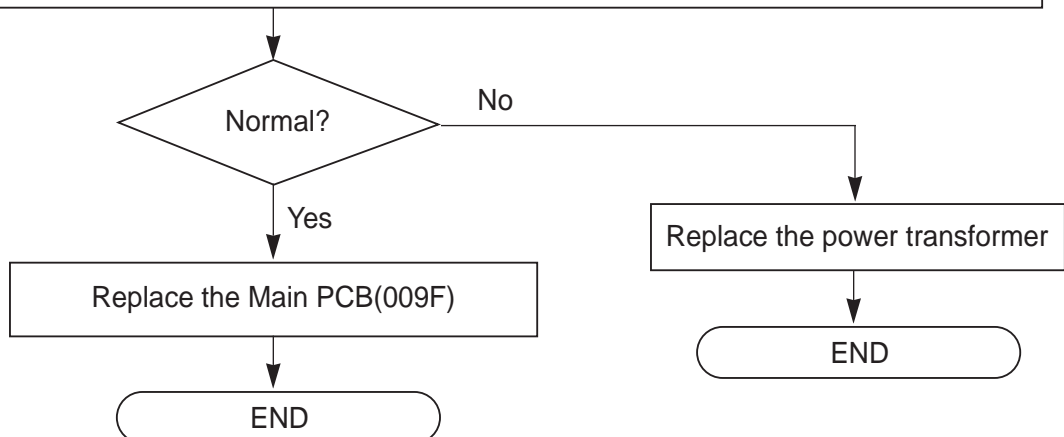 Normal?
No
Yes
Replace the power transformer
Replace the Main PCB(009F)
END
END